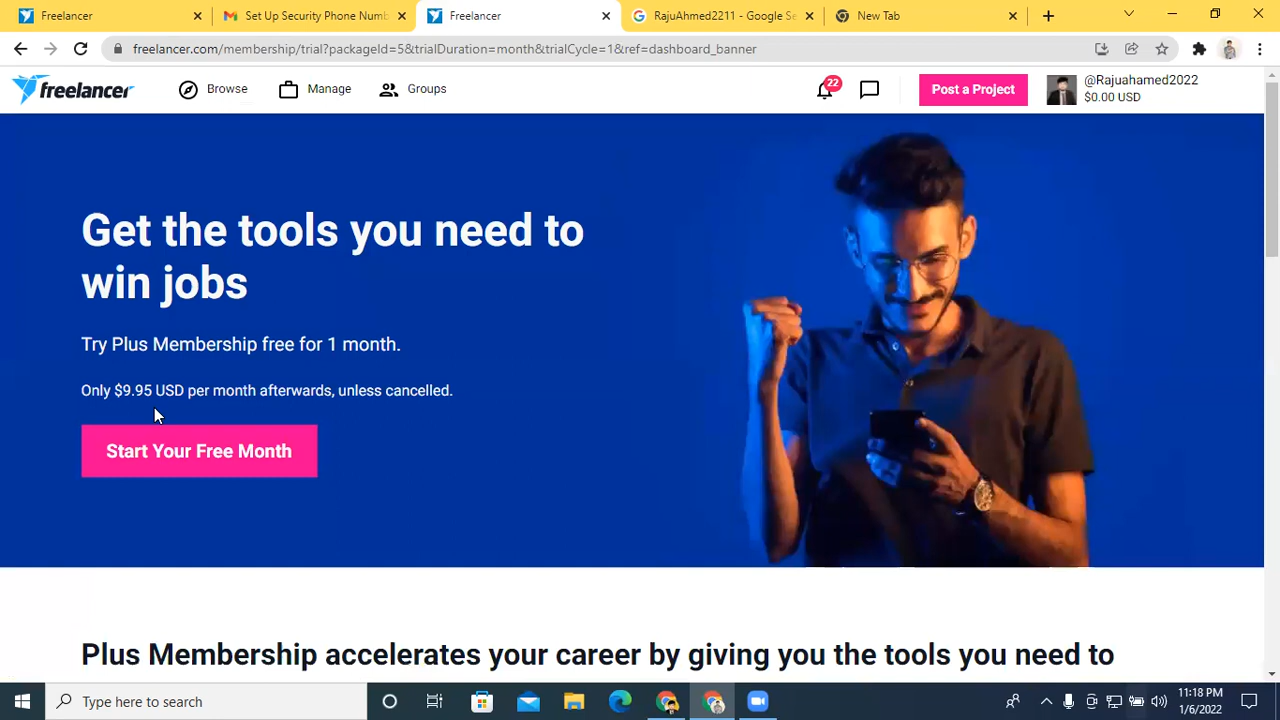 Freelancer
Set Up Security Phone Numb
Freelancer
RajuAhmed2211 - Google Se
New Tab
freelancer.com/membership/trial?packageId=5&trialDuration=month&trialCycle=1&ref=dashboard_banner
freelancer
Browse
Manage
Groups
22
Post a Project
@Rajuahamed2022
$0.00 USD
Get the tools you need to
win jobs
Try Plus Membership free for 1 month.
Only $9.95 USD per month afterwards, unless cancelled.
Start Your Free Month
Plus Membership accelerates your career by giving you the tools you need to
Type here to search
11:18 PM
1/6/2022